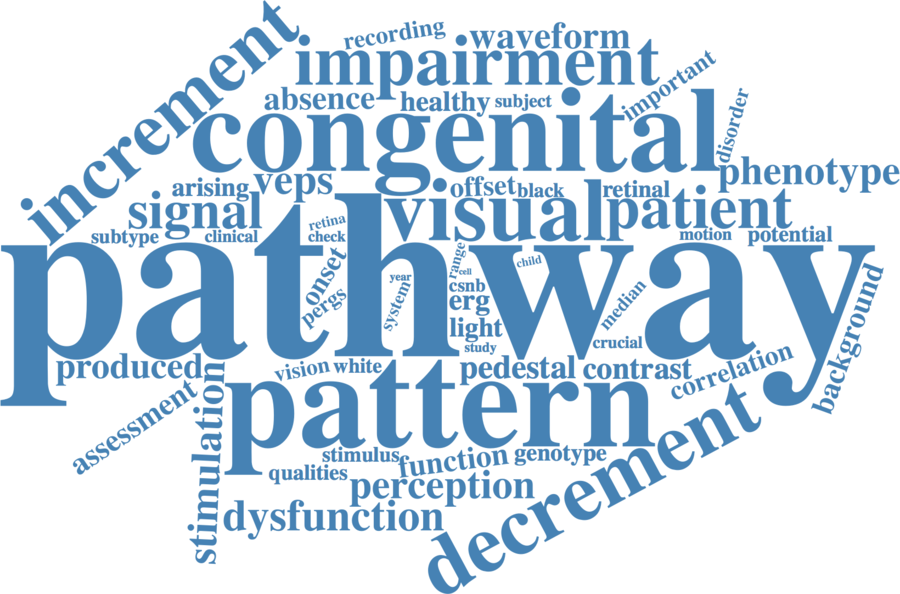 recording
waveform
increment
impairment
important
absence
healthy
subject
congenital
disorder
phenotype
arising
veps
offset
black
retinal
signal
visual
patient
subtype
clinical
retina
check
motion
potential
pathway
onset
pergs
year
system
range
cell
csnb
child
erg
light
study
median
crucial
background
produced
vision
white
pedestal
contrast
correlation
assessment
stimulation
pattern
decrement
stimulus
function
genotype
qualities
perception
dysfunction